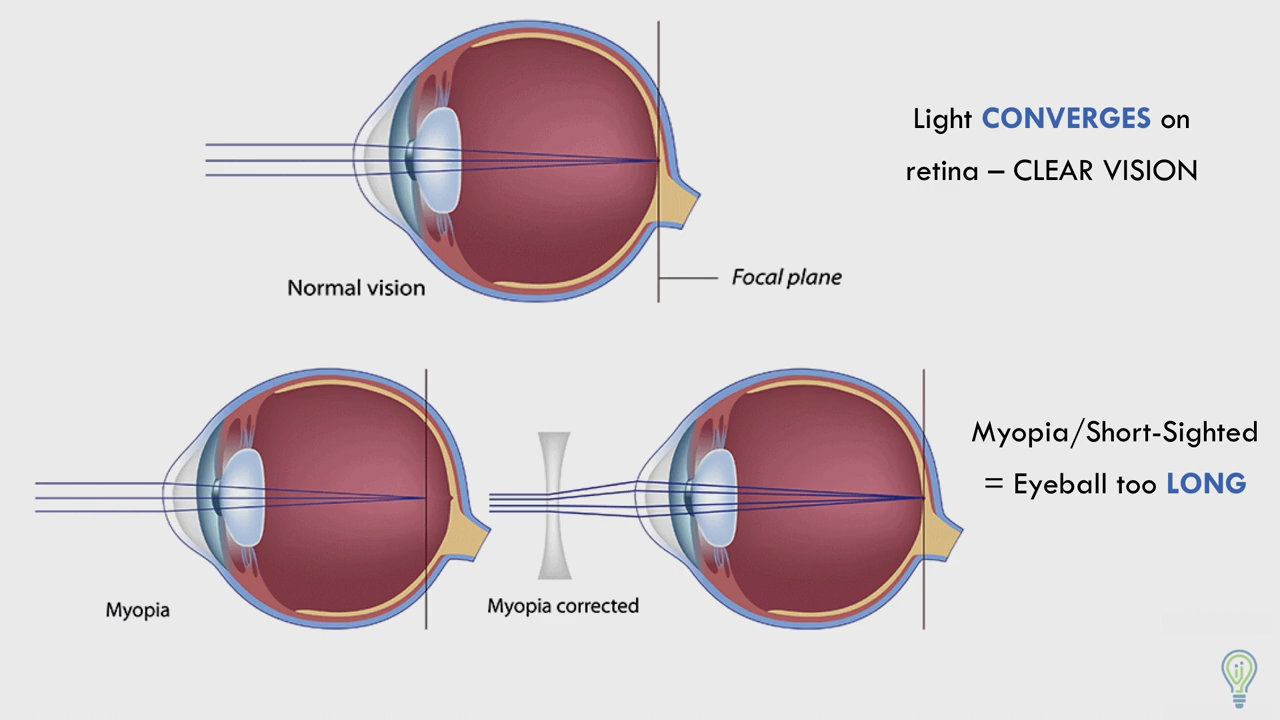 Light CONVERGES on
retina – CLEAR VISION
Normal vision
Focal plane
Myopia/Short-Sighted
= Eyeball too LONG
Myopia
Myopia corrected